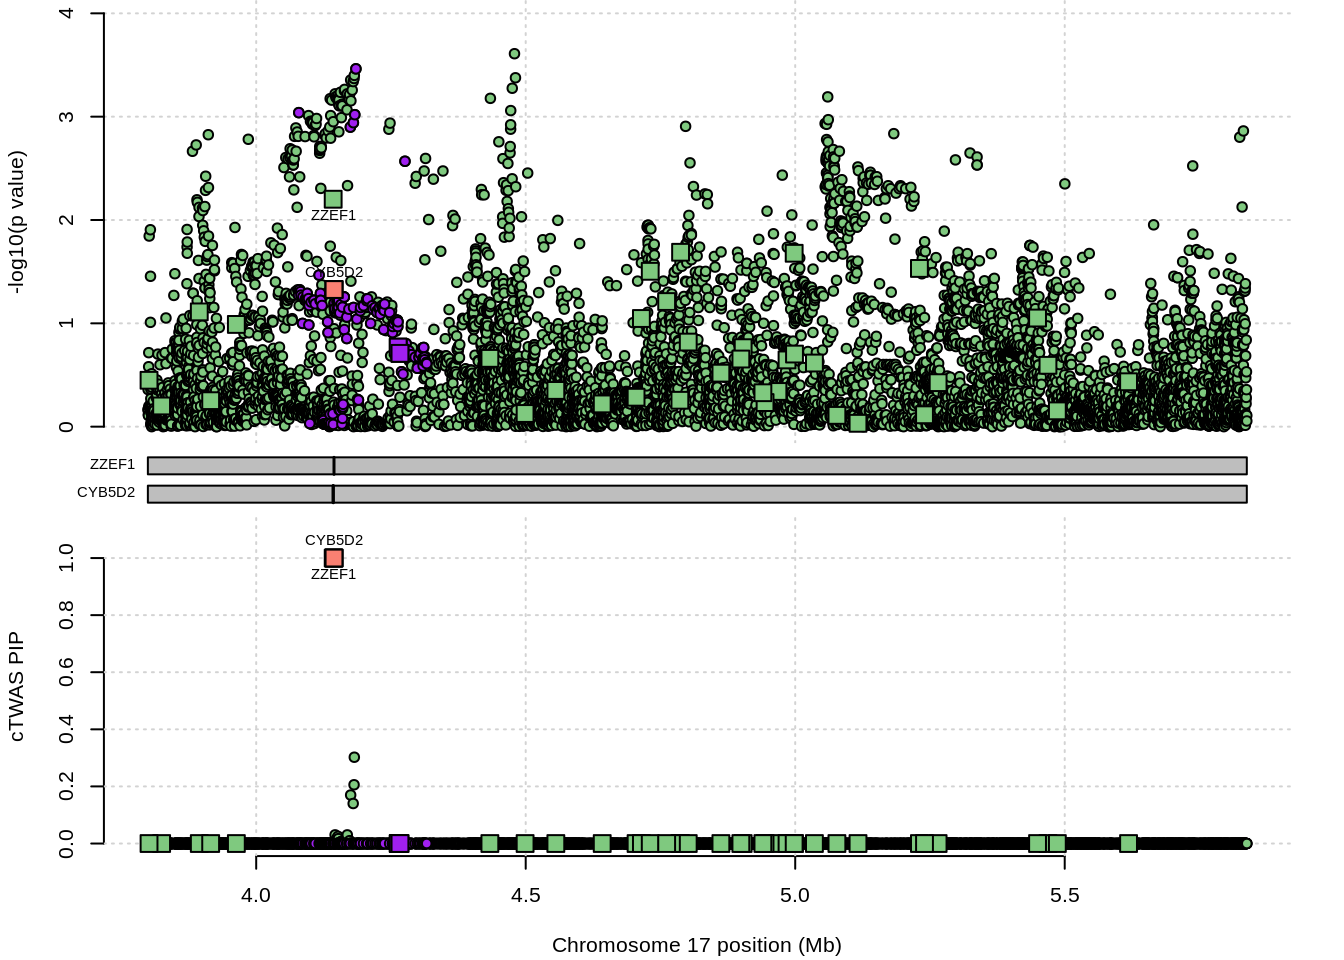 4
3
2
1
0
-log10(p value)
ZZEF1
CYB5D2
ZZEF1
CYB5D2
CYB5D2
ZZEF1
1.0
0.8
0.6
0.4
0.2
0.0
cTWAS PIP
4.0 4.5 5.0 5.5
Chromosome 17 position (Mb)